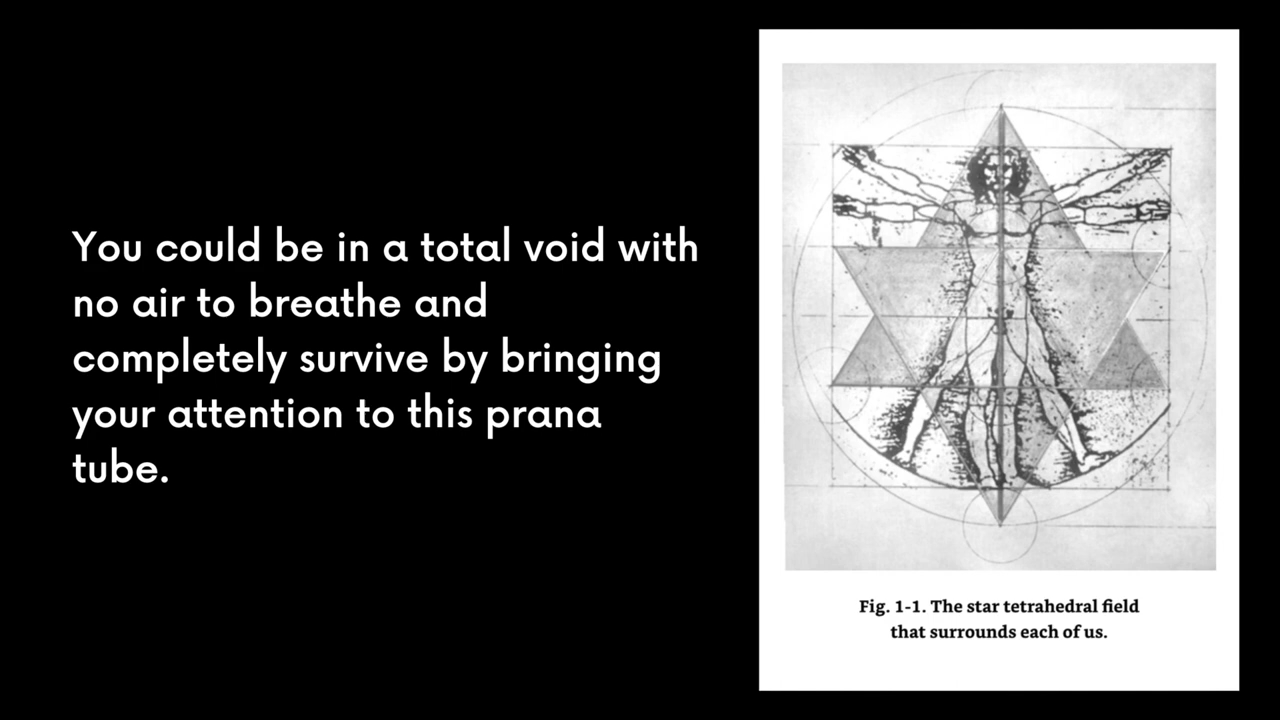 You could be in a total void with
no air to breathe and
completely survive by bringing
your attention to this prana
tube.
Fig. 1-1. The star tetrahedral field
that surrounds each of us.